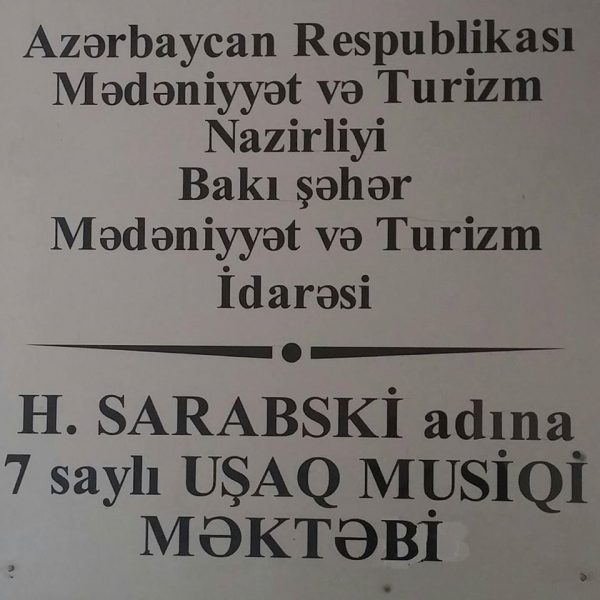 Azərbaycan Respublikası
Mədəniyyət və Turizm
Nazirliyi
Bakı şəhər
Mədəniyyət və Turizm
İdarəsi
H. SARABSKİ adına
7 saylı UŞAQ MUSİQİ
MƏKTƏBİ